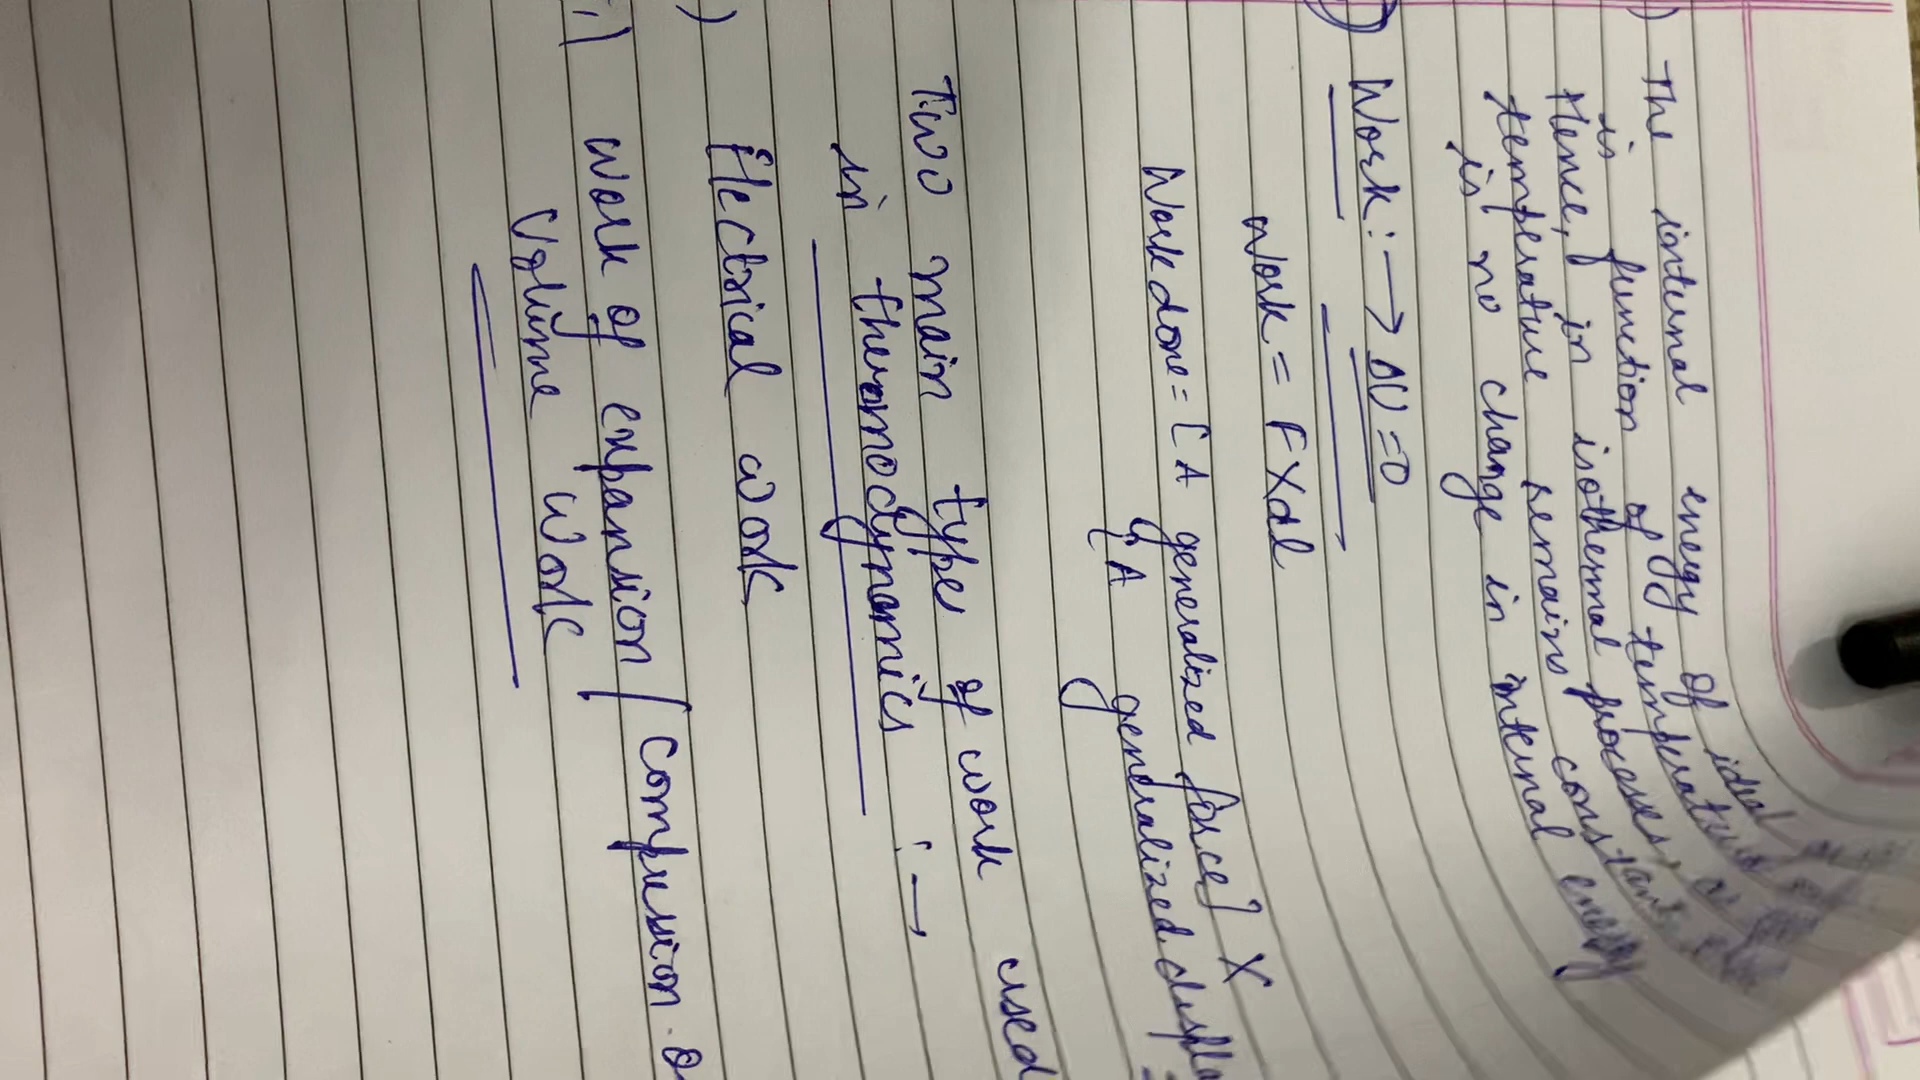 ) The internal energy of ideal
is function of temperature
Hence, in isothermal processes, as
temperature remains constant,
is no change in internal energy
ΔU = 0
Work :→
Work = F X dl
Work done = [A generalized force] X
[A generalized
Two main type of work used
in thermodynamics :-
) Electrical work
i) Work of expansion / Compression
Volume Work